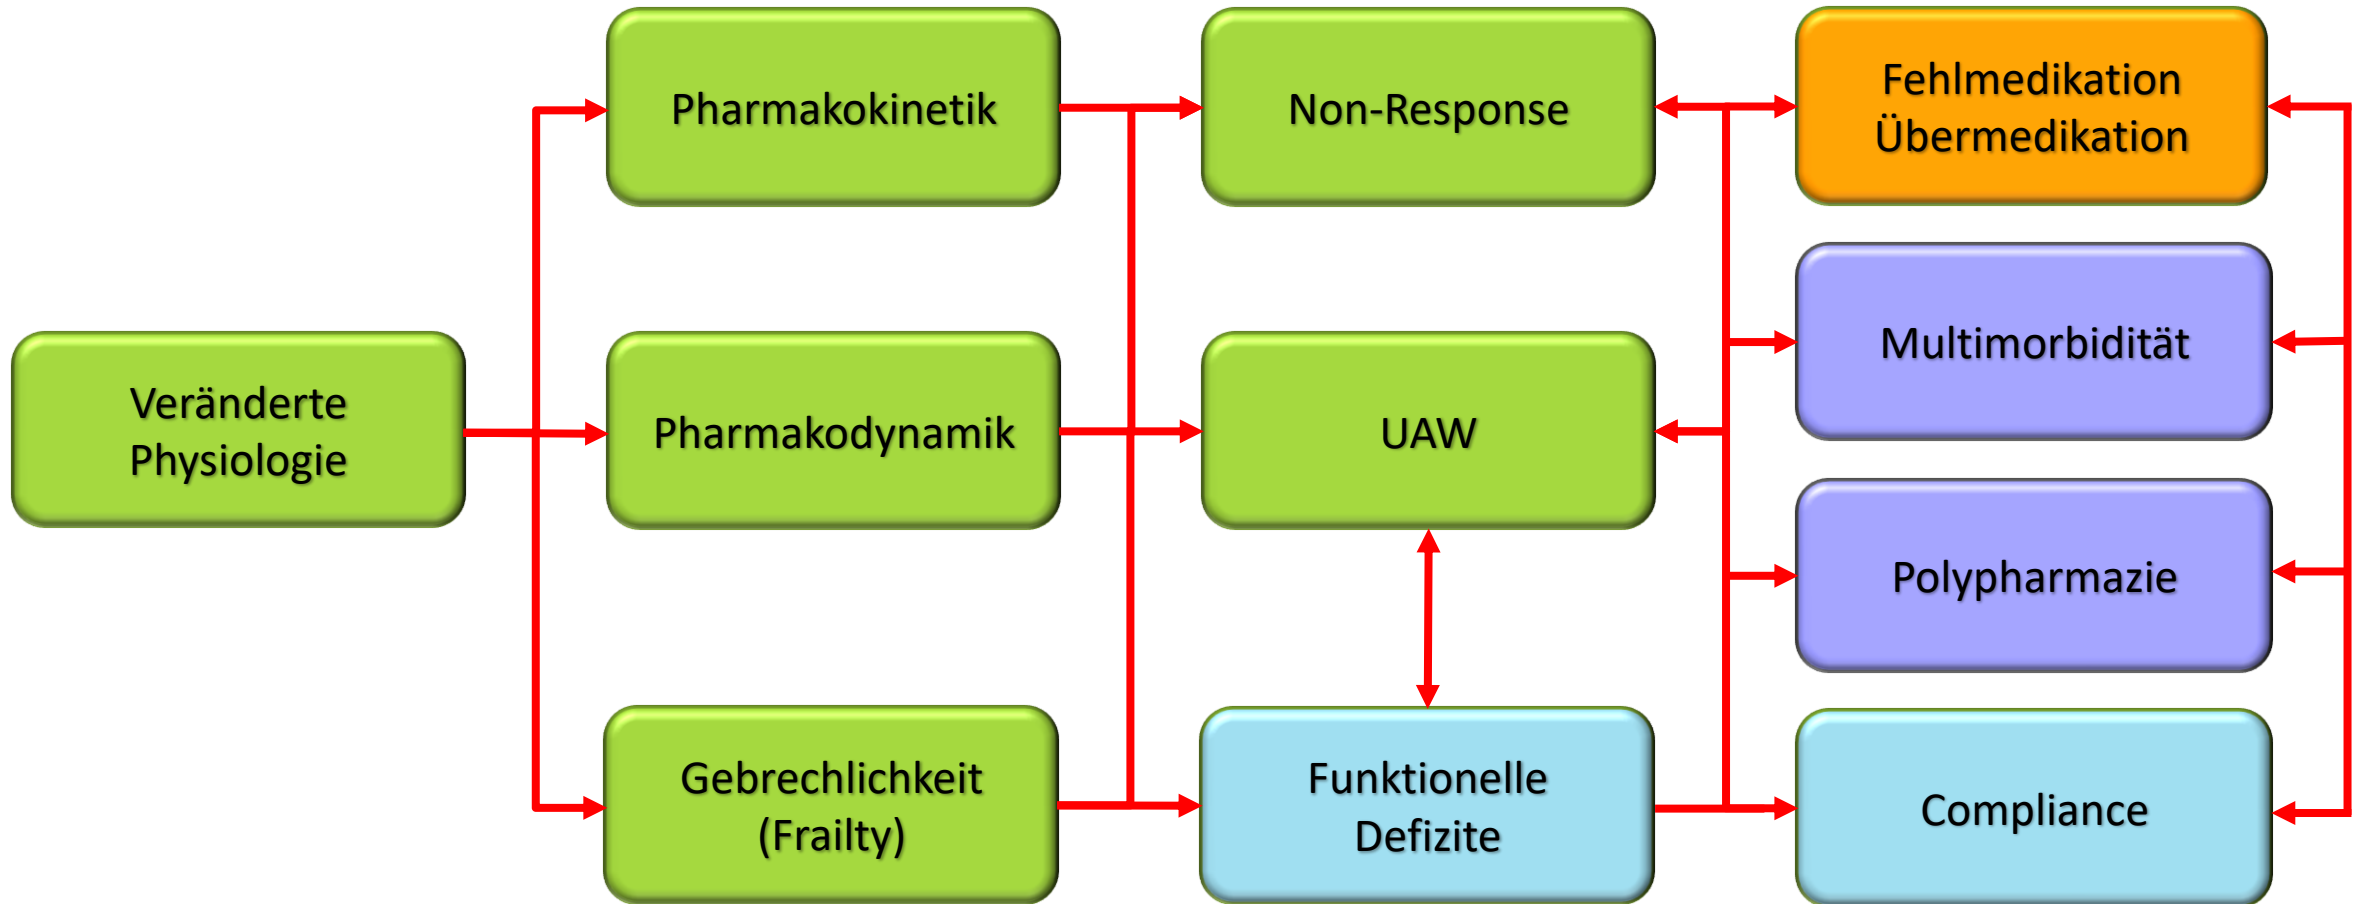 Veränderte
Physiologie
Pharmakokinetik
Pharmakodynamik
Gebrechlichkeit
(Frailty)
Non-Response
UAW
Funktionelle
Defizite
Fehlmedikation
Übermedikation
Multimorbidität
Polypharmazie
Compliance